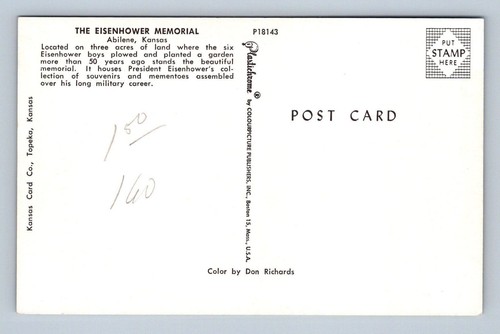 THE EISENHOWER MEMORIAL
Abilene, Kansas
Located on three acres of land where the six
Eisenhower boys plowed and planted a garden
more than 50 years ago stands the beautiful
memorial. It houses President Eisenhower's col-
lection of souvenirs and mementoes assembled
over his long military career.
Kansas Card Co., Topeka, Kansas
150
160
P18143
Plastichrome ® by COLOURPICTURE PUBLISHERS, INC., Boston 15, Mass., U.S.A.
PUT
STAMP
HERE
POST CARD
Color by Don Richards